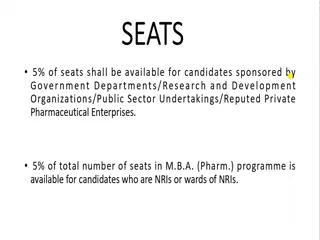 SEATS
• 5% of seats shall be available for candidates sponsored by
Government Departments/Research and Development
Organizations/Public Sector Undertakings/Reputed Private
Pharmaceutical Enterprises.
• 5% of total number of seats in M.B.A. (Pharm.) programme is
available for candidates who are NRIs or wards of NRIs.